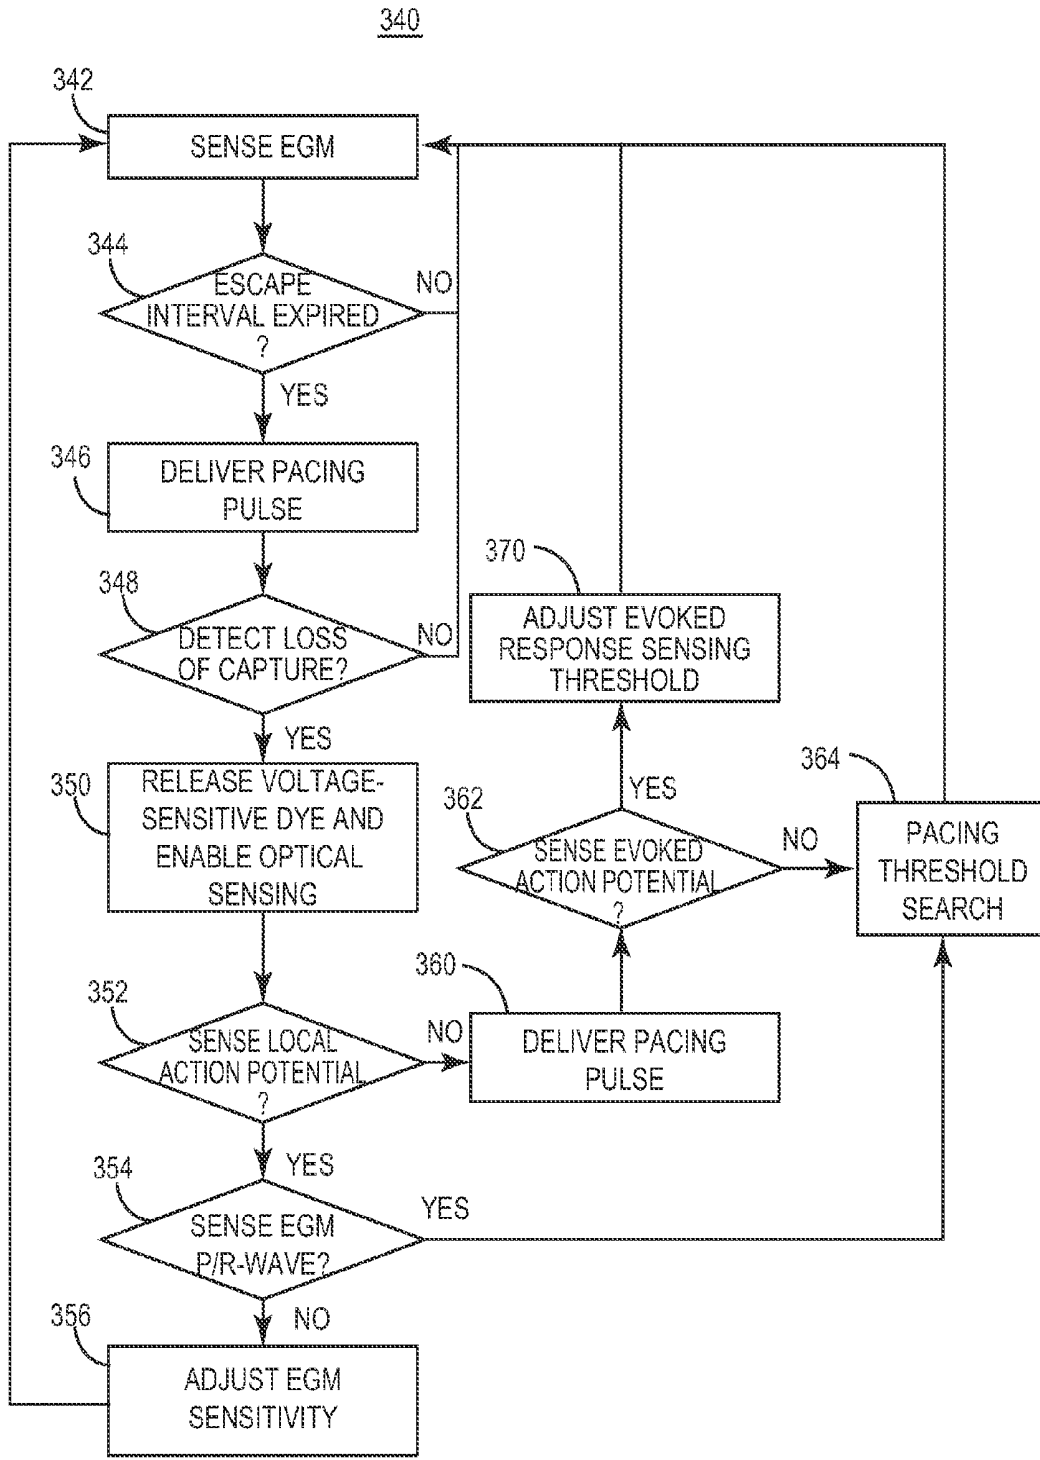 340
342
SENSE EGM
344
ESCAPE
INTERVAL EXPIRED
?
NO
YES
346
DELIVER PACING
PULSE
348
DETECT LOSS
OF CAPTURE?
NO
YES
350
RELEASE VOLTAGE-
SENSITIVE DYE AND
ENABLE OPTICAL
SENSING
352
SENSE LOCAL
ACTION POTENTIAL
?
NO
YES
354
SENSE EGM
P/R-WAVE?
YES
NO
356
ADJUST EGM
SENSITIVITY
360
DELIVER PACING
PULSE
362
SENSE EVOKED
ACTION POTENTIAL
?
YES
NO
370
ADJUST EVOKED
RESPONSE SENSING
THRESHOLD
364
PACING
THRESHOLD
SEARCH